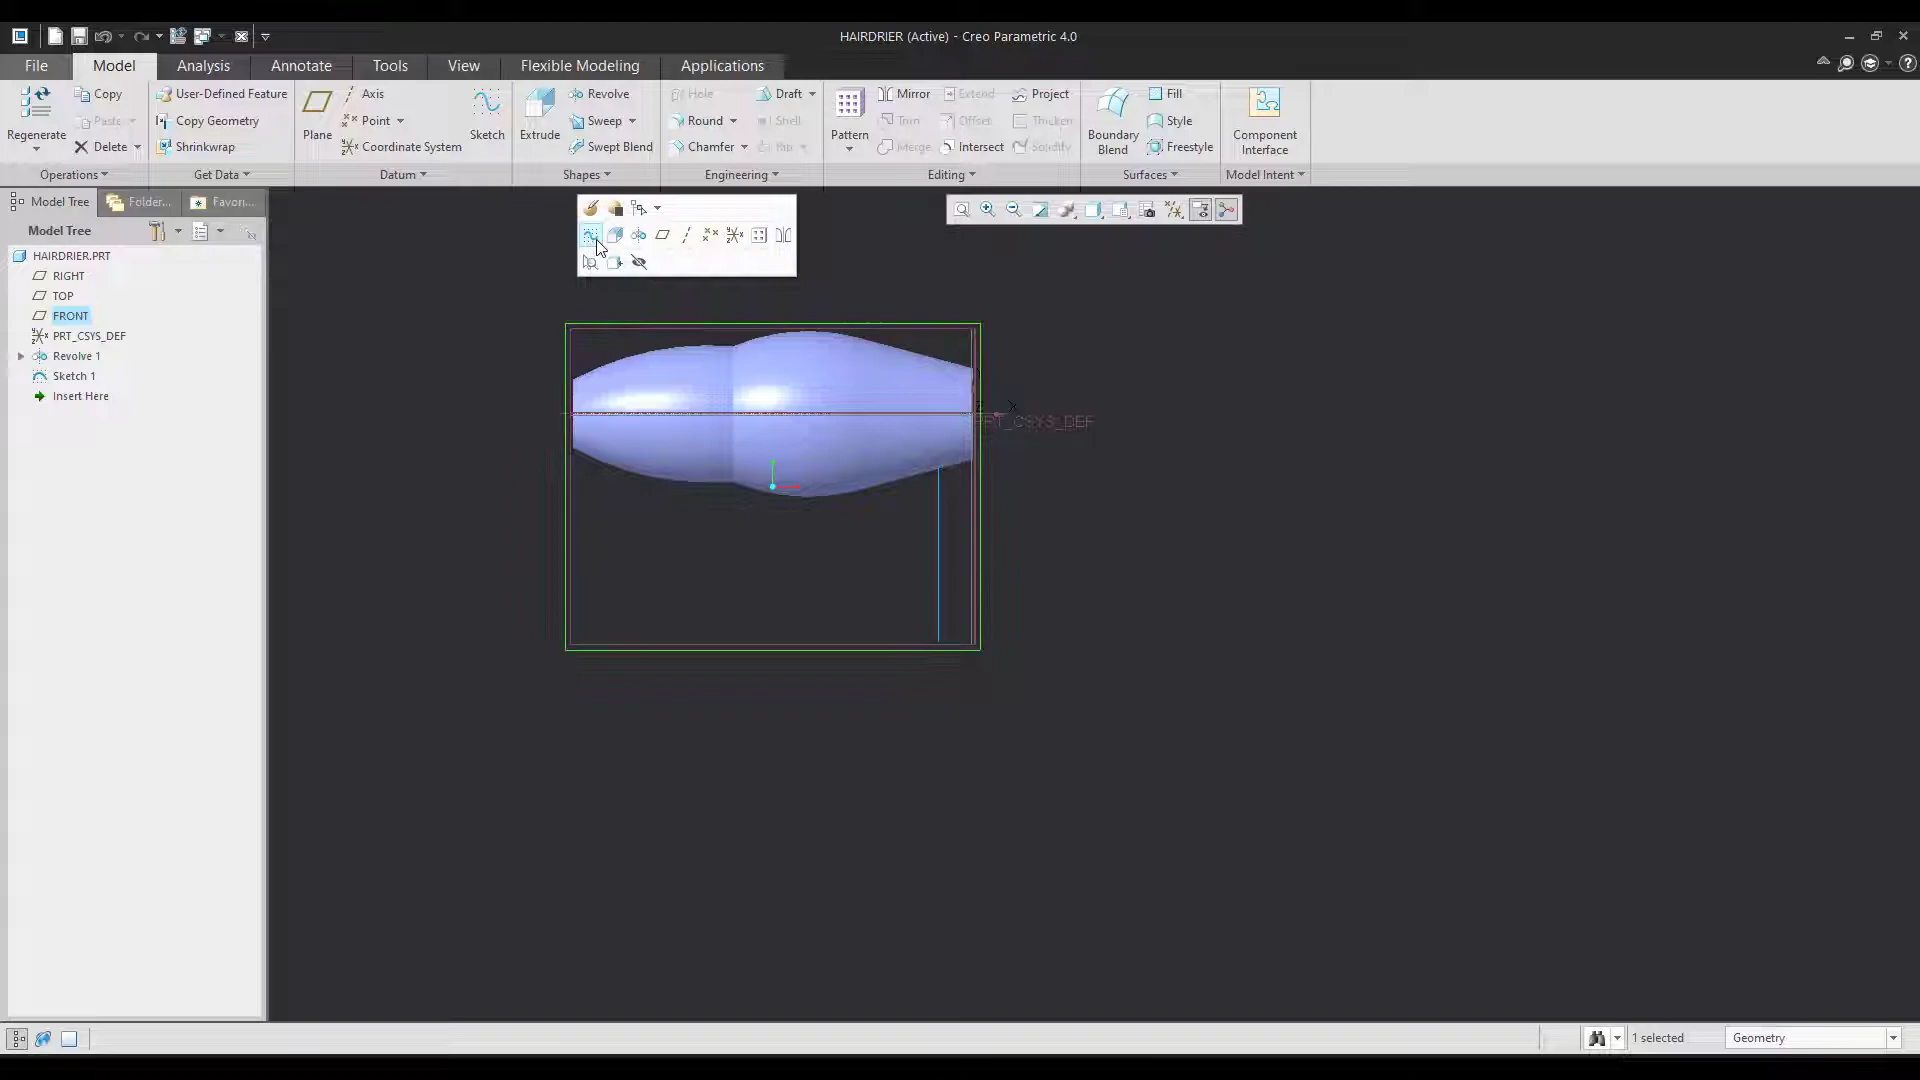 HAIRDRIER (Active) - Creo Parametric 4.0
File Model Analysis Annotate Tools View Flexible Modeling Applications
Regenerate
Copy
Paste
Delete
Operations
User-Defined Feature
Copy Geometry
Shrinkwrap
Get Data
Plane
Axis
Point
Coordinate System
Sketch
Datum
Extrude
Revolve
Sweep
Swept Blend
Shapes
Hole
Round
Chamfer
Draft
Shell
Rib
Engineering
Pattern
Mirror
Trim
Merge
Extend
Offset
Intersect
Project
Thicken
Solidify
Editing
Boundary
Blend
Fill
Style
Freestyle
Surfaces
Component
Interface
Model Intent
Model Tree Folder... Favori...
Model Tree
HAIRDRIER.PRT
RIGHT
TOP
FRONT
PRT_CSYS_DEF
Revolve 1
Sketch 1
Insert Here
X
PRT_CSYS_DEF
1 selected
Geometry